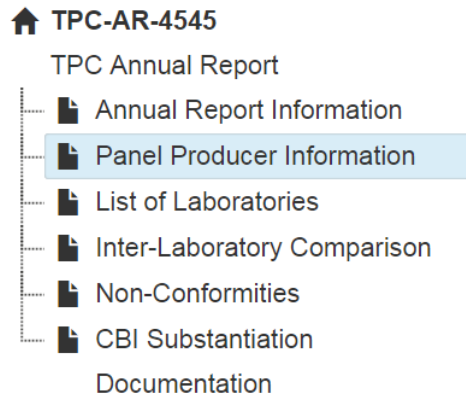 TPC-AR-4545
TPC Annual Report
Annual Report Information
Panel Producer Information
List of Laboratories
Inter-Laboratory Comparison
Non-Conformities
CBI Substantiation
Documentation